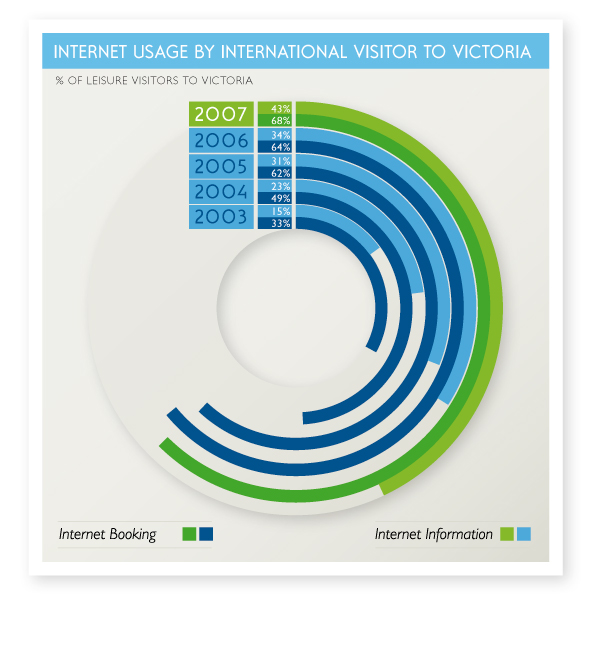 INTERNET USAGE BY INTERNATIONAL VISITOR TO VICTORIA
% OF LEISURE VISITORS TO VICTORIA
2007 43%
68%
2006 34%
64%
2005 31%
62%
2004 23%
49%
2003 15%
33%
Internet Booking
Internet Information